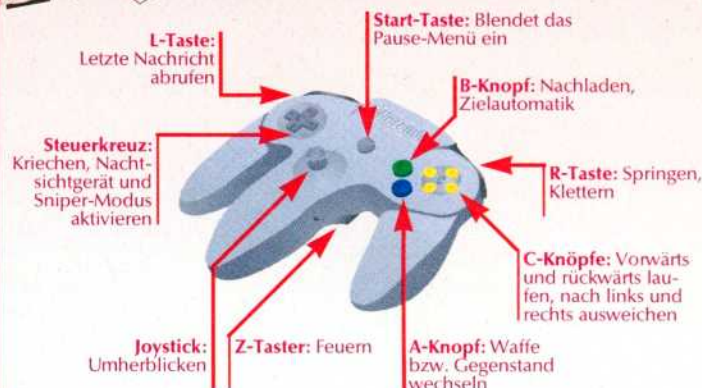 Start-Taste: Blendet das
Pause-Menü ein
L-Taste:
Letzte Nachricht
abrufen
B-Knopf: Nachladen,
Zielautomatik
Steuerkreuz:
Kriechen, Nacht-
sichtgerät und
Sniper-Modus
aktivieren
R-Taste: Springen,
Klettern
C-Knöpfe: Vorwärts
und rückwärts lau-
fen, nach links und
rechts ausweichen
Joystick:
Umherblicken
Z-Taster: Feuern
A-Knopf: Waffe
bzw. Gegenstand
wechseln
Nintendo